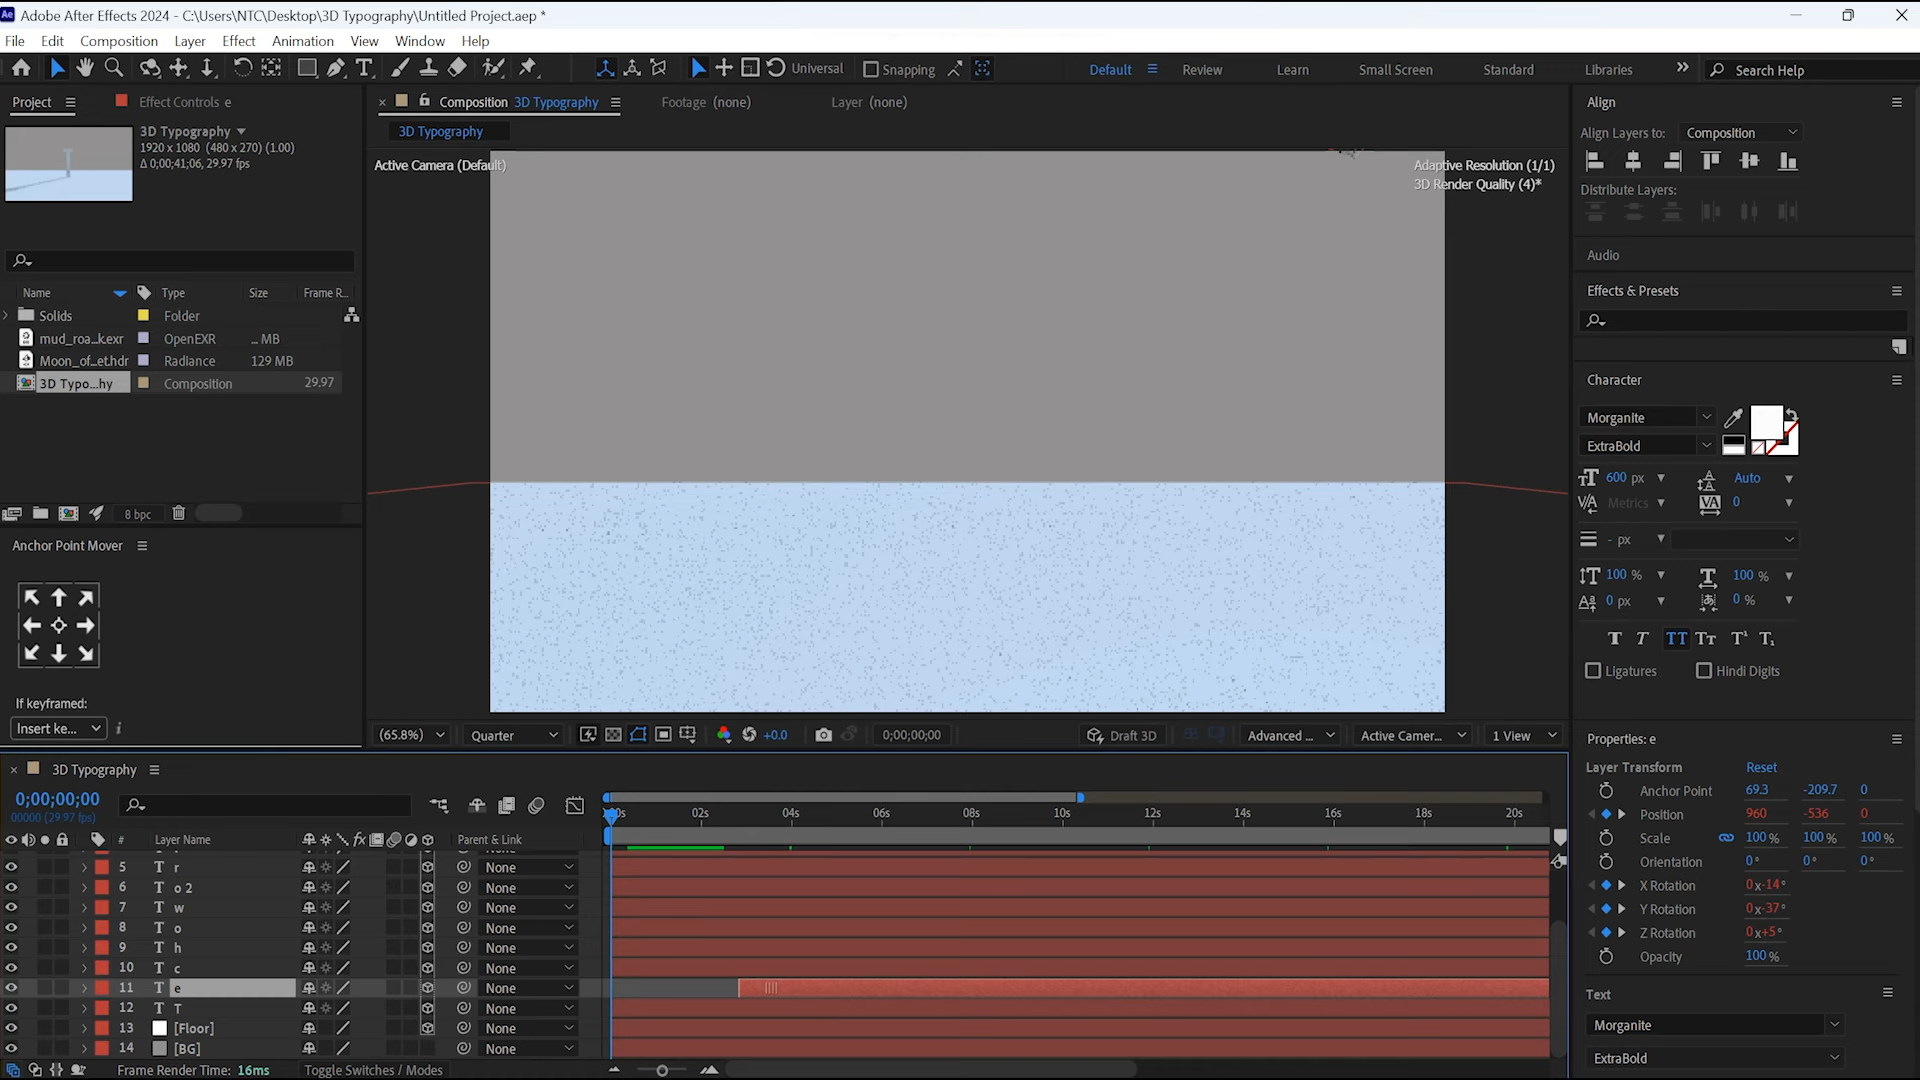 Adobe After Effects 2024 - C:\Users\NTC\Desktop\3D Typography\Untitled Project.aep *
File Edit Composition Layer Effect Animation View Window Help
Universal Snapping Default Review Learn Small Screen Standard Libraries Search Help
Project Effect Controls e
3D Typography
1920 x 1080 (480 x 270) (1.00)
Δ 0;00;41;06, 29.97 fps
Name Type Size Frame R...
Solids Folder
mud_roa...k.exr OpenEXR ... MB
Moon_of...et.hdr Radiance 129 MB
3D Typo...hy Composition 29.97
8 bpc
Anchor Point Mover
If keyframed:
Insert ke...
Composition 3D Typography Footage (none) Layer (none)
3D Typography
Active Camera (Default)
Adaptive Resolution (1/1)
3D Render Quality (4)*
(65.8%) Quarter +0.0 0;00;00;00 Draft 3D Advanced ... Active Camer... 1 View
Align
Align Layers to: Composition
Distribute Layers:
Audio
Effects & Presets
Character
Morganite
ExtraBold
600 px Auto
Metrics 0
- px
100 % 100 %
0 px 0 %
T T TT Tт T¹ T₁
Ligatures Hindi Digits
Properties: e
Layer Transform Reset
Anchor Point 69.3 -209.7 0
Position 960 -536 0
Scale 100 % 100 % 100 %
Orientation 0° 0° 0°
X Rotation 0x-14°
Y Rotation 0x-37°
Z Rotation 0x+5°
Opacity 100 %
Text
Morganite
ExtraBold
3D Typography
0;00;00;00
00000 (29.97 fps)
02s 04s 06s 08s 10s 12s 14s 16s 18s 20s
# Layer Name Parent & Link
5 T r None
6 T o 2 None
7 T w None
8 T o None
9 T h None
10 T c None
11 T e None
12 T T None
13 [Floor] None
14 [BG] None
Frame Render Time: 16ms Toggle Switches / Modes